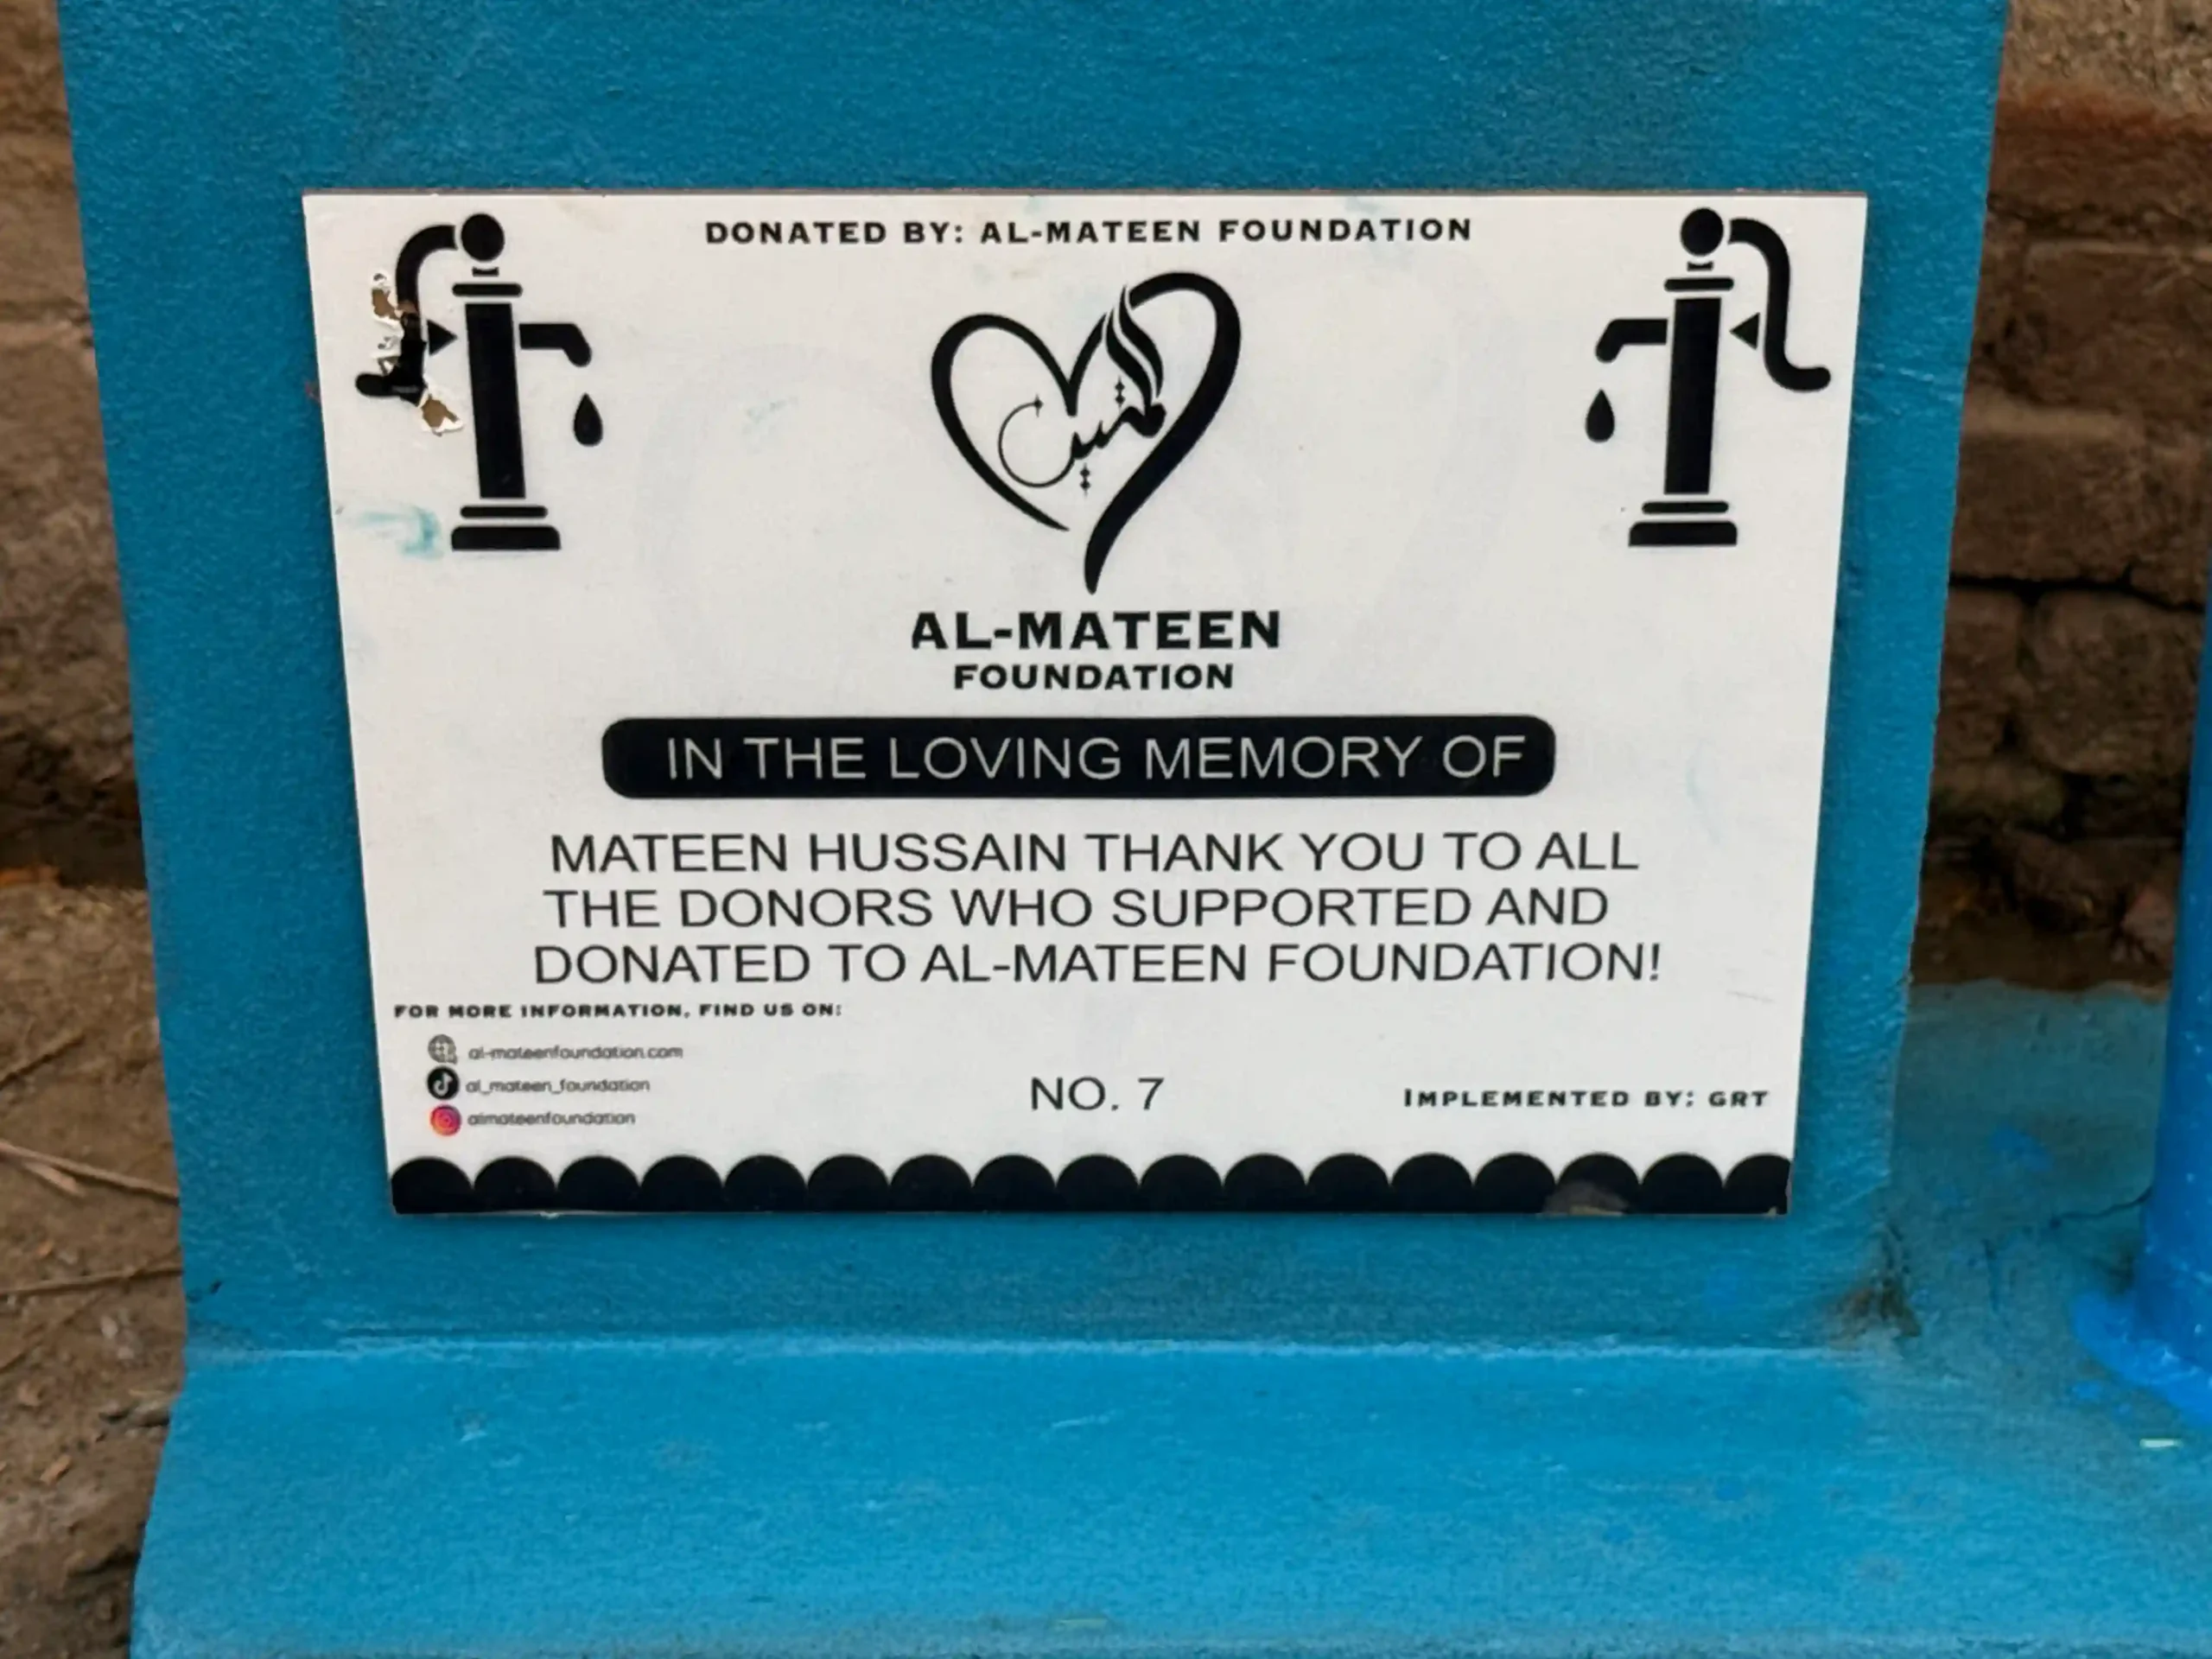 DONATED BY: AL-MATEEN FOUNDATION
المتين
AL-MATEEN
FOUNDATION
IN THE LOVING MEMORY OF
MATEEN HUSSAIN THANK YOU TO ALL
THE DONORS WHO SUPPORTED AND
DONATED TO AL-MATEEN FOUNDATION!
FOR MORE INFORMATION, FIND US ON:
al-mateenfoundation.com
al_mateen_foundation
almateenfoundation
NO. 7
IMPLEMENTED BY: GRT